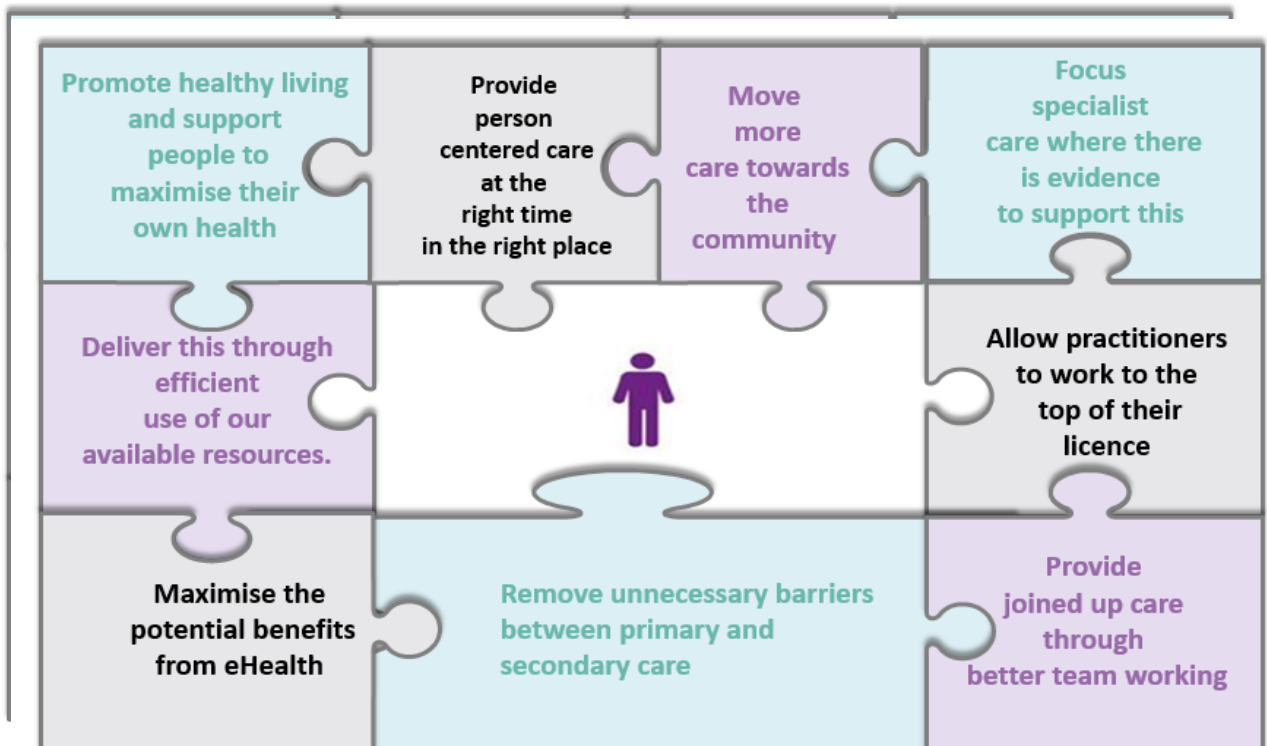 Promote healthy living
and support
people to
maximise their
own health
Provide
person
centered care
at the
right time
in the right place
Move
more
care towards
the
community
Focus
specialist
care where there
is evidence
to support this
Deliver this through
efficient
use of our
available resources.
Allow practitioners
to work to the
top of their
licence
Maximise the
potential benefits
from eHealth
Remove unnecessary barriers
between primary and
secondary care
Provide
joined up care
through
better team working